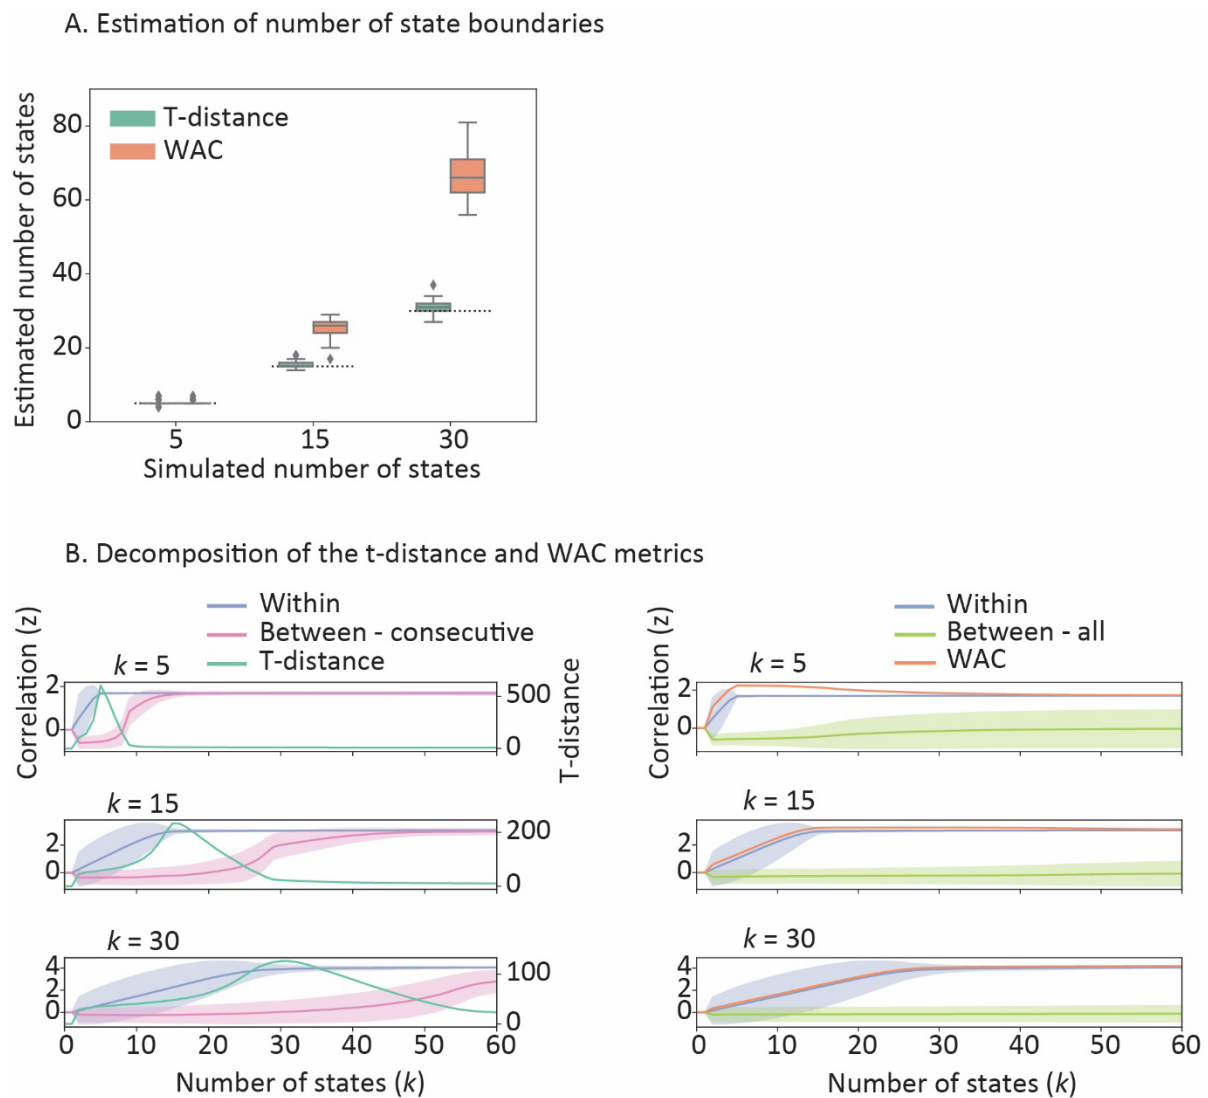 A. Estimation of number of state boundaries
Estimated number of states
T-distance
WAC
80
60
40
20
0
5
15
30
Simulated number of states
B. Decomposition of the t-distance and WAC metrics
Within
Between - consecutive
T-distance
Correlation (z)
T-distance
k = 5
2
0
500
0
k = 15
2
0
200
0
k = 30
4
2
0
100
0
0
10
20
30
40
50
60
Number of states (k)
Within
Between - all
WAC
Correlation (z)
k = 5
2
0
k = 15
2
0
k = 30
4
2
0
0
10
20
30
40
50
60
Number of states (k)